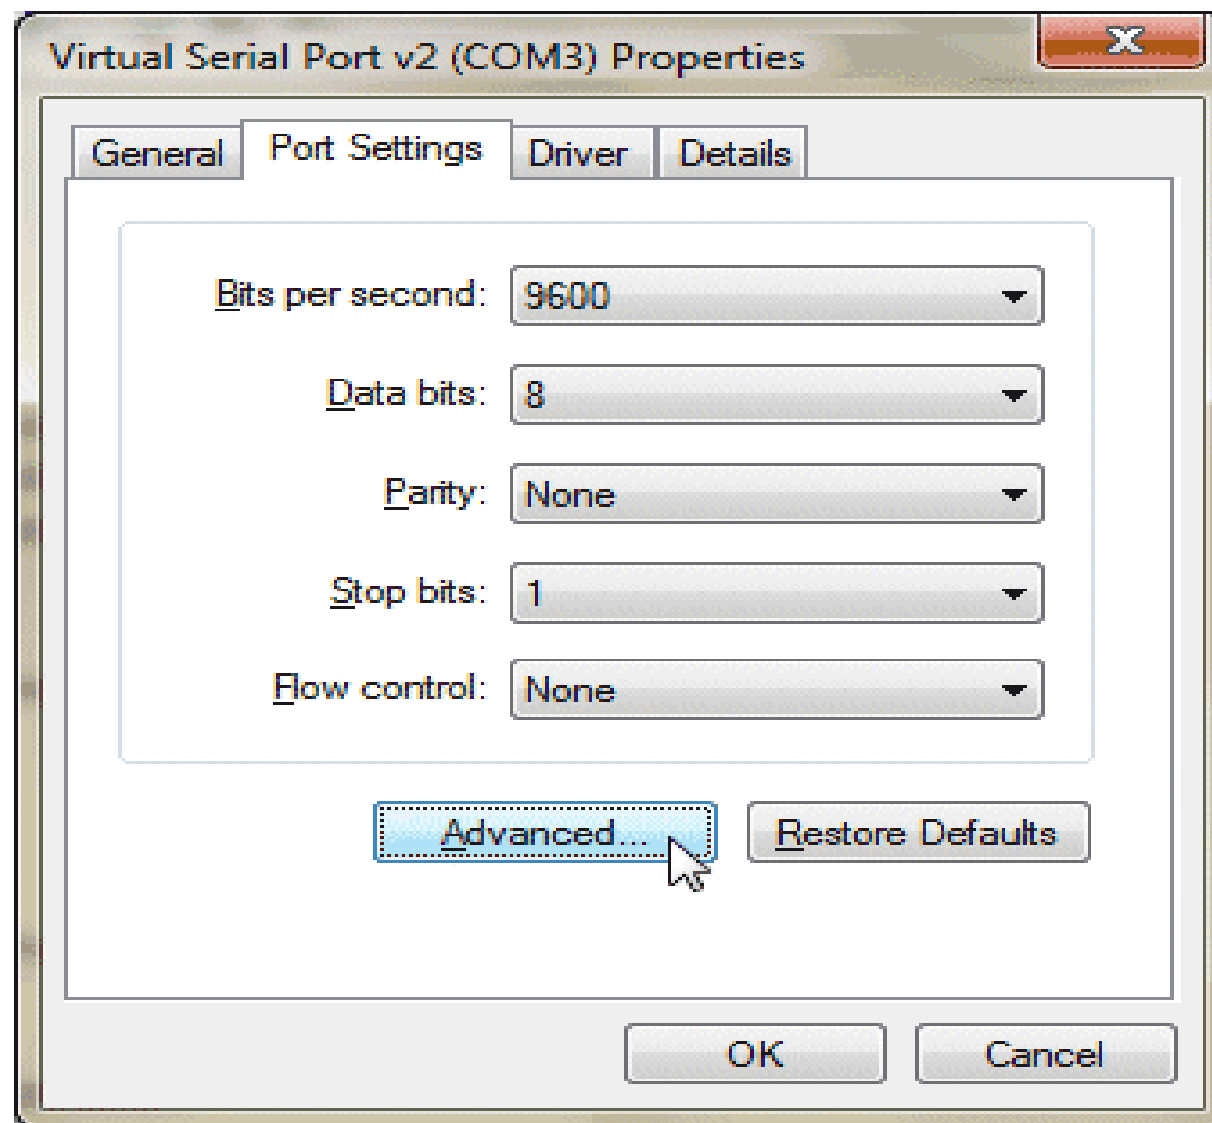 Virtual Serial Port v2 (COM3) Properties
General Port Settings Driver Details
Bits per second: 9600
Data bits: 8
Parity: None
Stop bits: 1
Flow control: None
Advanced... Restore Defaults
OK Cancel